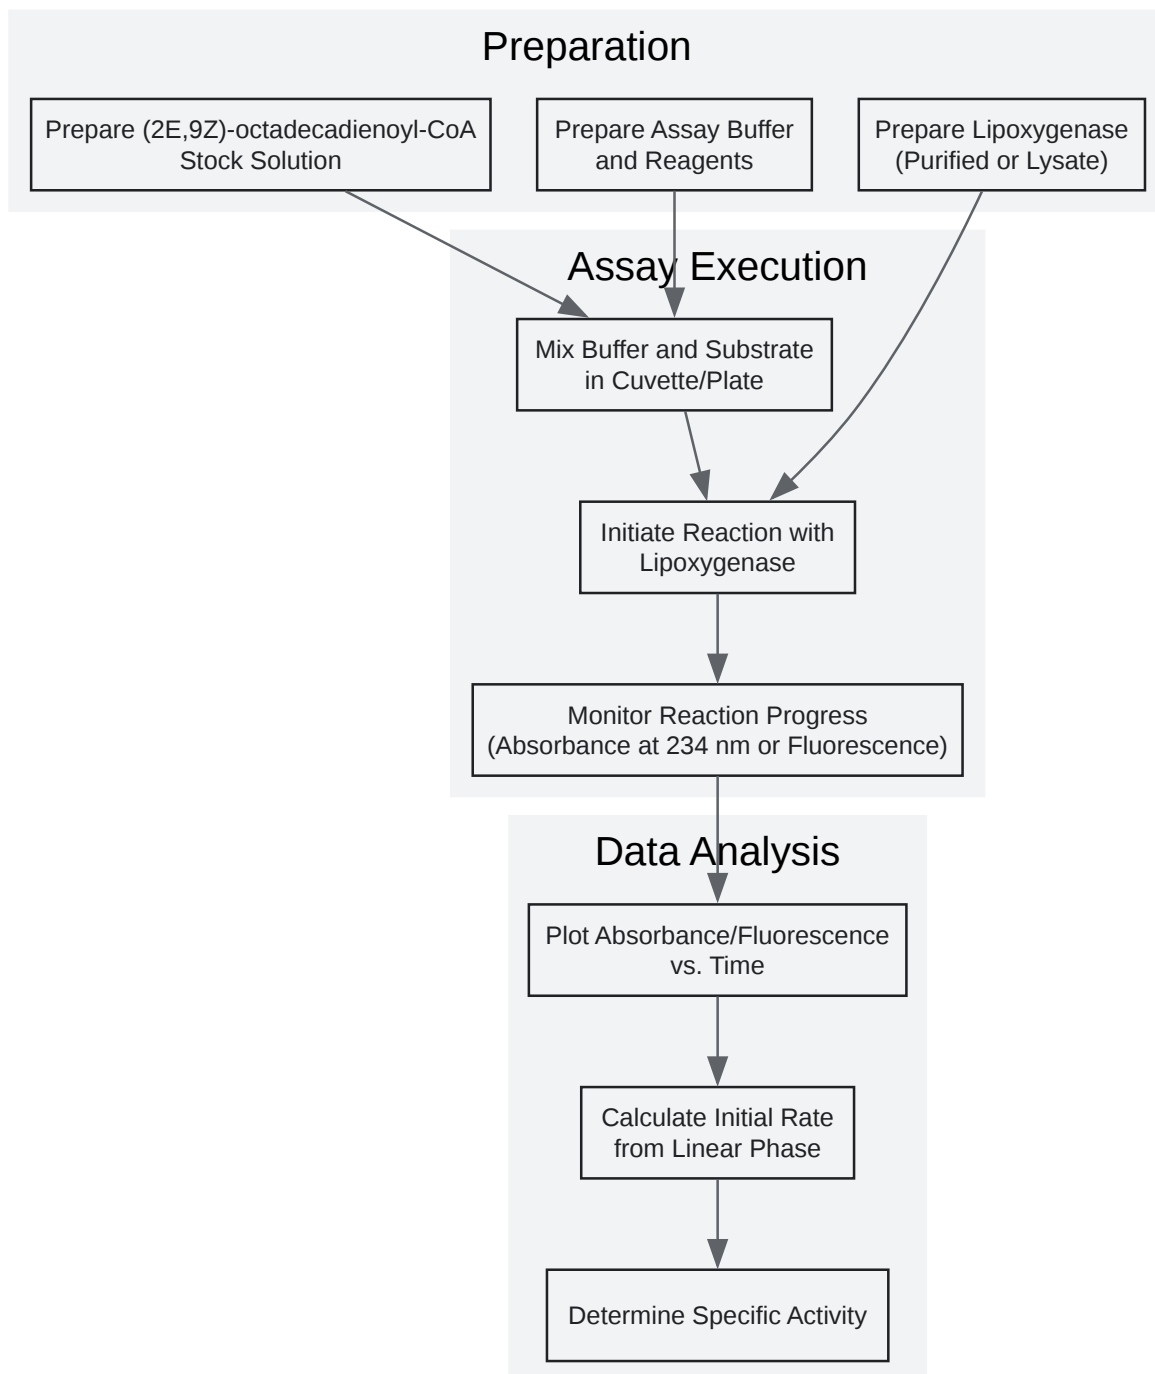 Preparation
Prepare (2E,9Z)-octadecadienoyl-CoA
Stock Solution
Prepare Assay Buffer
and Reagents
Prepare Lipoxygenase
(Purified or Lysate)
Assay Execution
Mix Buffer and Substrate
in Cuvette/Plate
Initiate Reaction with
Lipoxygenase
Monitor Reaction Progress
(Absorbance at 234 nm or Fluorescence)
Data Analysis
Plot Absorbance/Fluorescence
vs. Time
Calculate Initial Rate
from Linear Phase
Determine Specific Activity